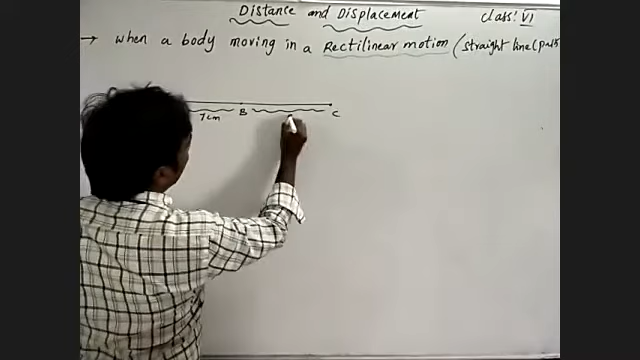 Distance and Displacement
Class: VI
→ when a body moving in a Rectilinear motion (straight line (path
7cm B C